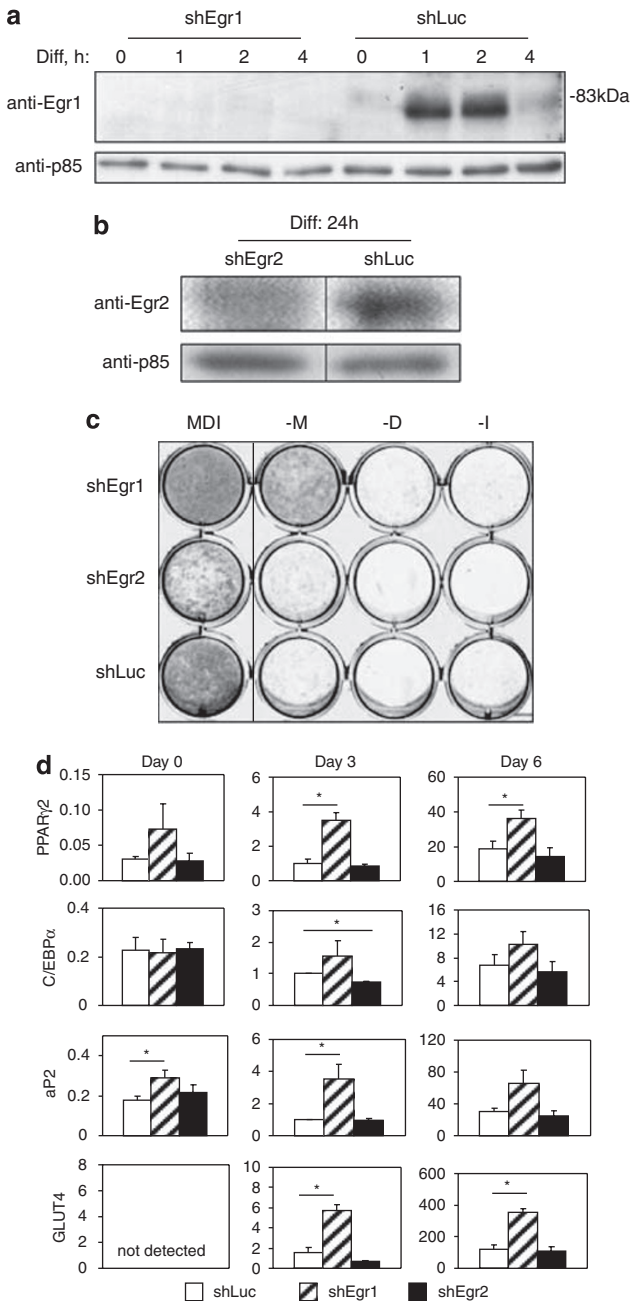 a
shEgr1 shLuc
Diff, h: 0 1 2 4 0 1 2 4
anti-Egr1 -83kDa
anti-p85
b
Diff: 24h
shEgr2 shLuc
anti-Egr2
anti-p85
c
MDI -M -D -I
shEgr1
shEgr2
shLuc
d
Day 0 Day 3 Day 6
PPARγ2
0.15 0.10 0.05 0.00
6 4 2 0
*
60 40 20 0
*
C/EBPα
0.4 0.2 0
3 2 1 0
*
16 12 8 4 0
aP2
0.4 0.2 0
*
6 4 2 0
*
120 80 40 0
GLUT4
8 6 4 2 0
not detected
10 8 6 4 2 0
*
600 400 200 0
*
shLuc shEgr1 shEgr2